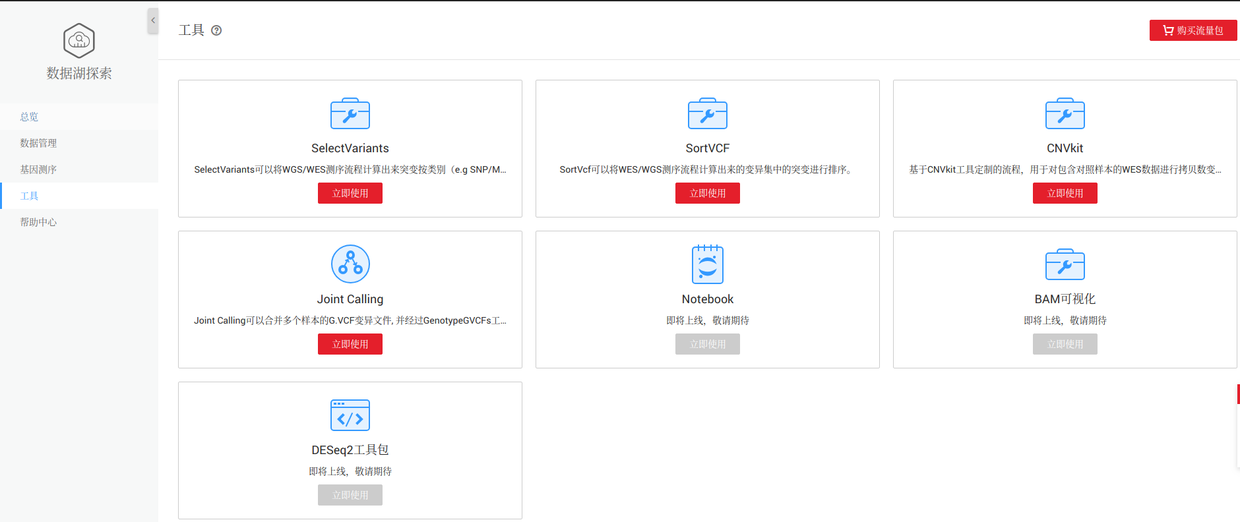 数据湖探索
总览
数据管理
基因测序
工具
帮助中心
工具
购买流量包
SelectVariants
SelectVariants可以将WGS/WES测序流程计算出来突变按类别（e.g SNP/M...
立即使用
SortVCF
SortVcf可以将WES/WGS测序流程计算出来的变异集中的突变进行排序。
立即使用
CNVkit
基于CNVkit工具定制的流程，用于对包含对照样本的WES数据进行拷贝数变...
立即使用
Joint Calling
Joint Calling可以合并多个样本的G.VCF变异文件, 并经过GenotypeGVCFs工...
立即使用
Notebook
即将上线，敬请期待
立即使用
BAM可视化
即将上线，敬请期待
立即使用
DESeq2工具包
即将上线，敬请期待
立即使用